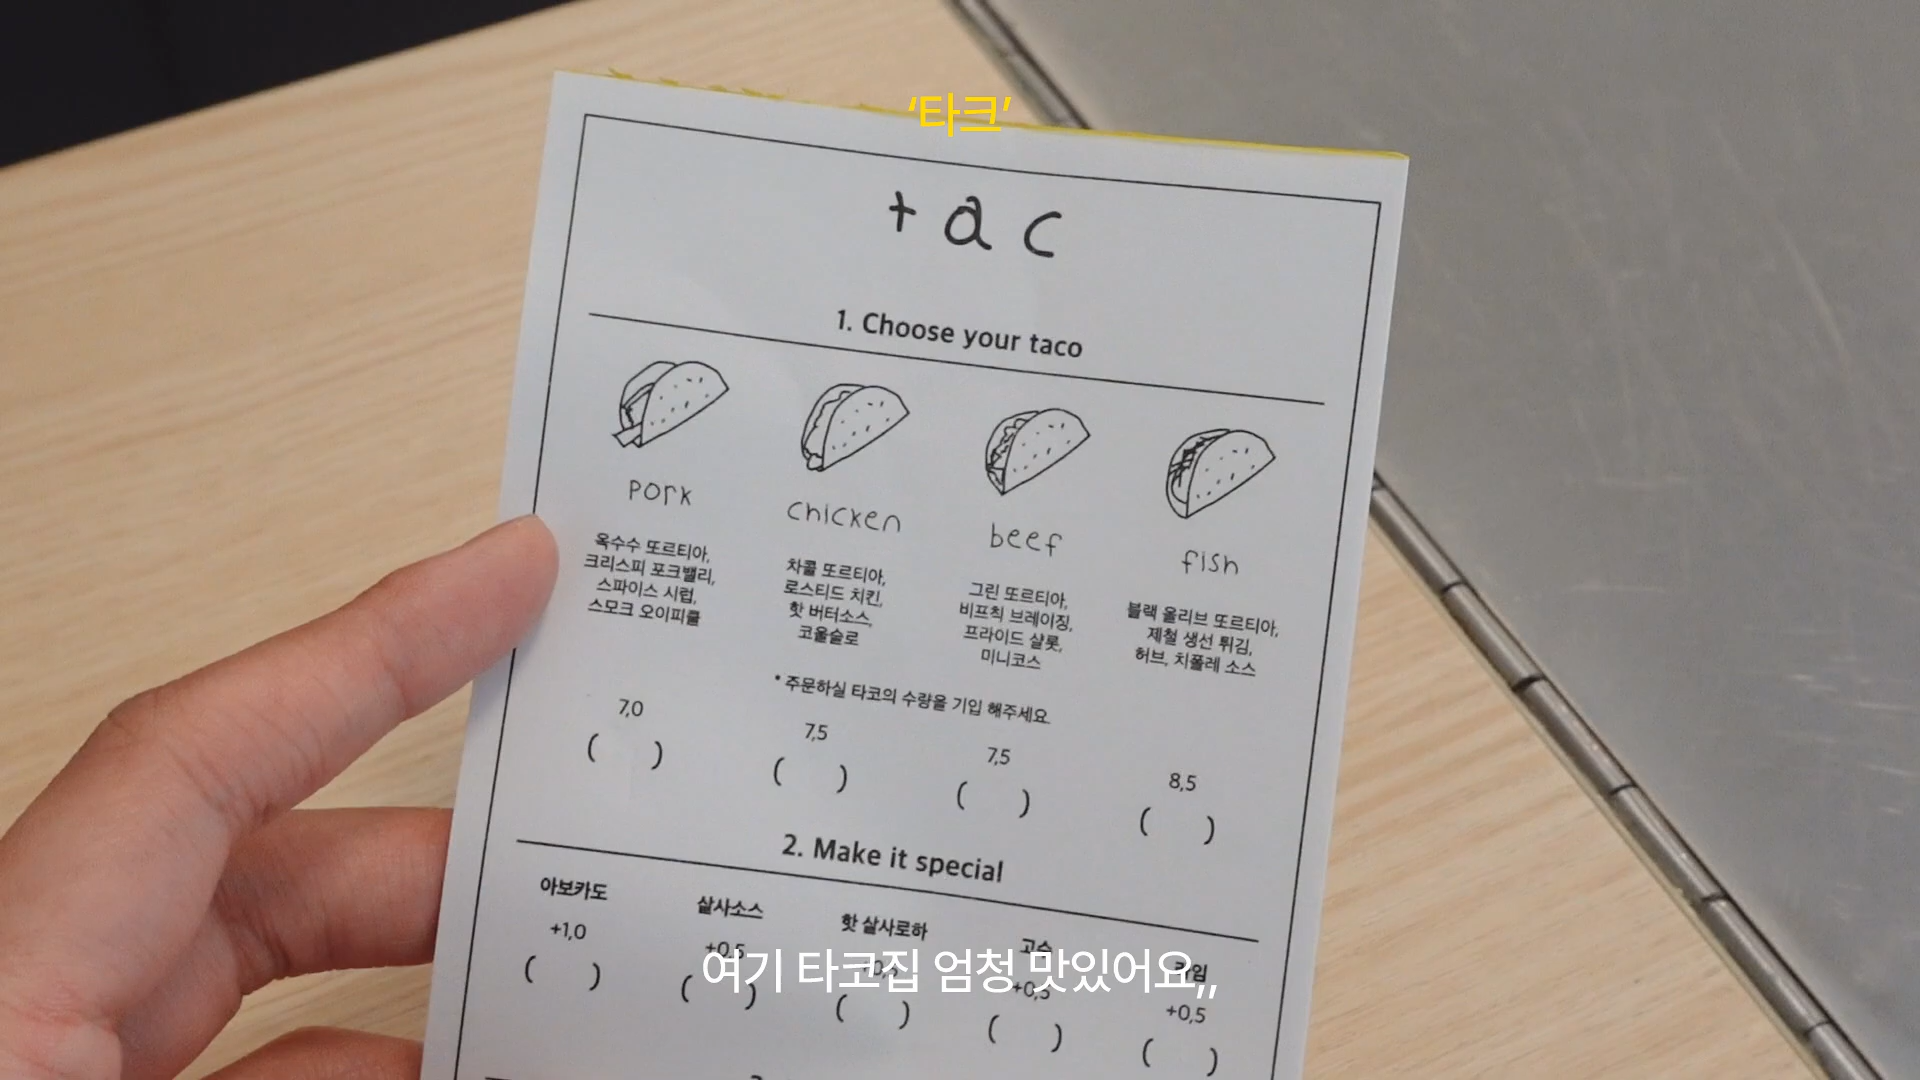 ‘타크’
tac
1. Choose your taco
pork
chicken
beef
fish
옥수수 또르티아,
크리스피 포크밸리,
스파이스 시럽,
스모크 오이피클
차콜 또르티아,
로스티드 치킨,
핫 버터소스,
코울슬로
그린 또르티아,
비프칙 브레이징,
프라이드 샬롯,
미니코스
블랙 올리브 또르티아,
제철 생선 튀김,
허브, 치폴레 소스
* 주문하실 타코의 수량을 기입 해주세요.
7,0
7,5
7,5
8,5
( )
( )
( )
( )
2. Make it special
아보카도
살사소스
핫 살사로하
고수
+1,0
+0,5
+0,5
+0,5
( )
( )
( )
( )
( )
여기 타코집 엄청 맛있어요,,